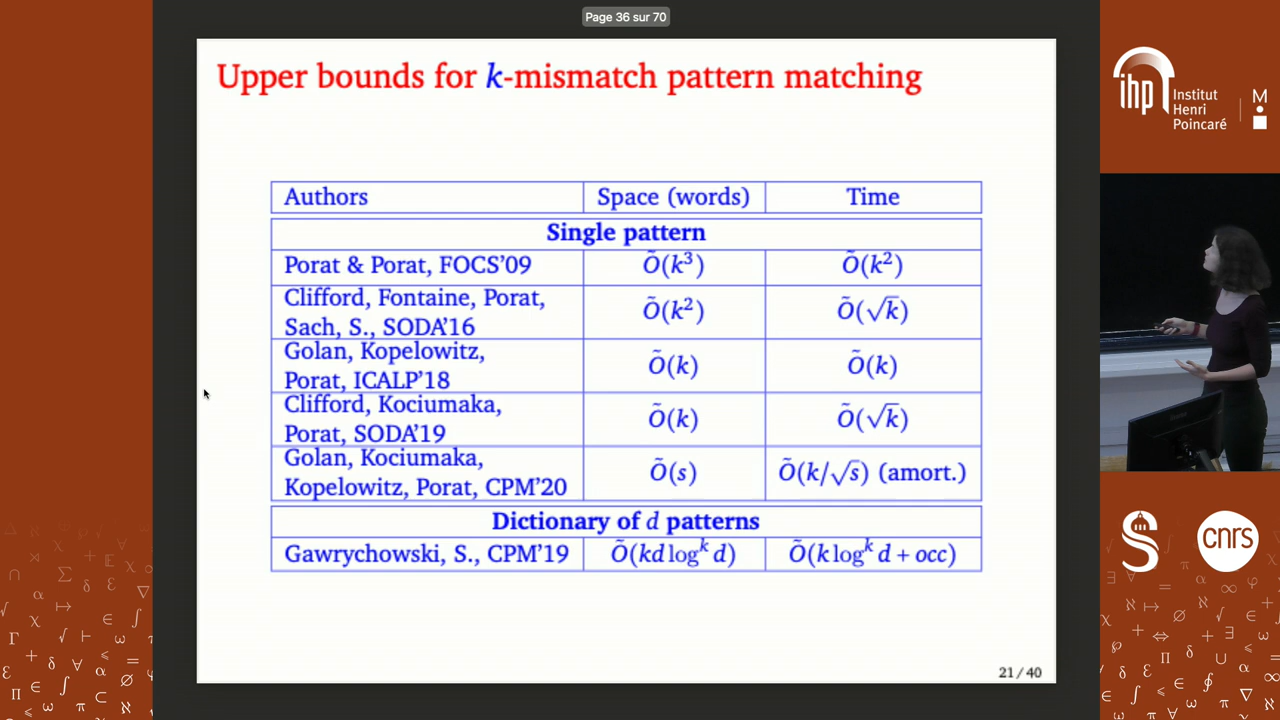 Page 36 sur 70
Upper bounds for k-mismatch pattern matching
Authors Space (words) Time
Single pattern
Porat & Porat, FOCS'09 Õ(k³) Õ(k²)
Clifford, Fontaine, Porat,
Sach, S., SODA'16 Õ(k²) Õ(√k)
Golan, Kopelowitz,
Porat, ICALP'18 Õ(k) Õ(k)
Clifford, Kociumaka,
Porat, SODA'19 Õ(k) Õ(√k)
Golan, Kociumaka,
Kopelowitz, Porat, CPM'20 Õ(s) Õ(k/√s) (amort.)
Dictionary of d patterns
Gawrychowski, S., CPM'19 Õ(kd logᵏ d) Õ(k logᵏ d + occ)
21 / 40
ihp Institut
Henri
Poincaré
M
S
cnrs